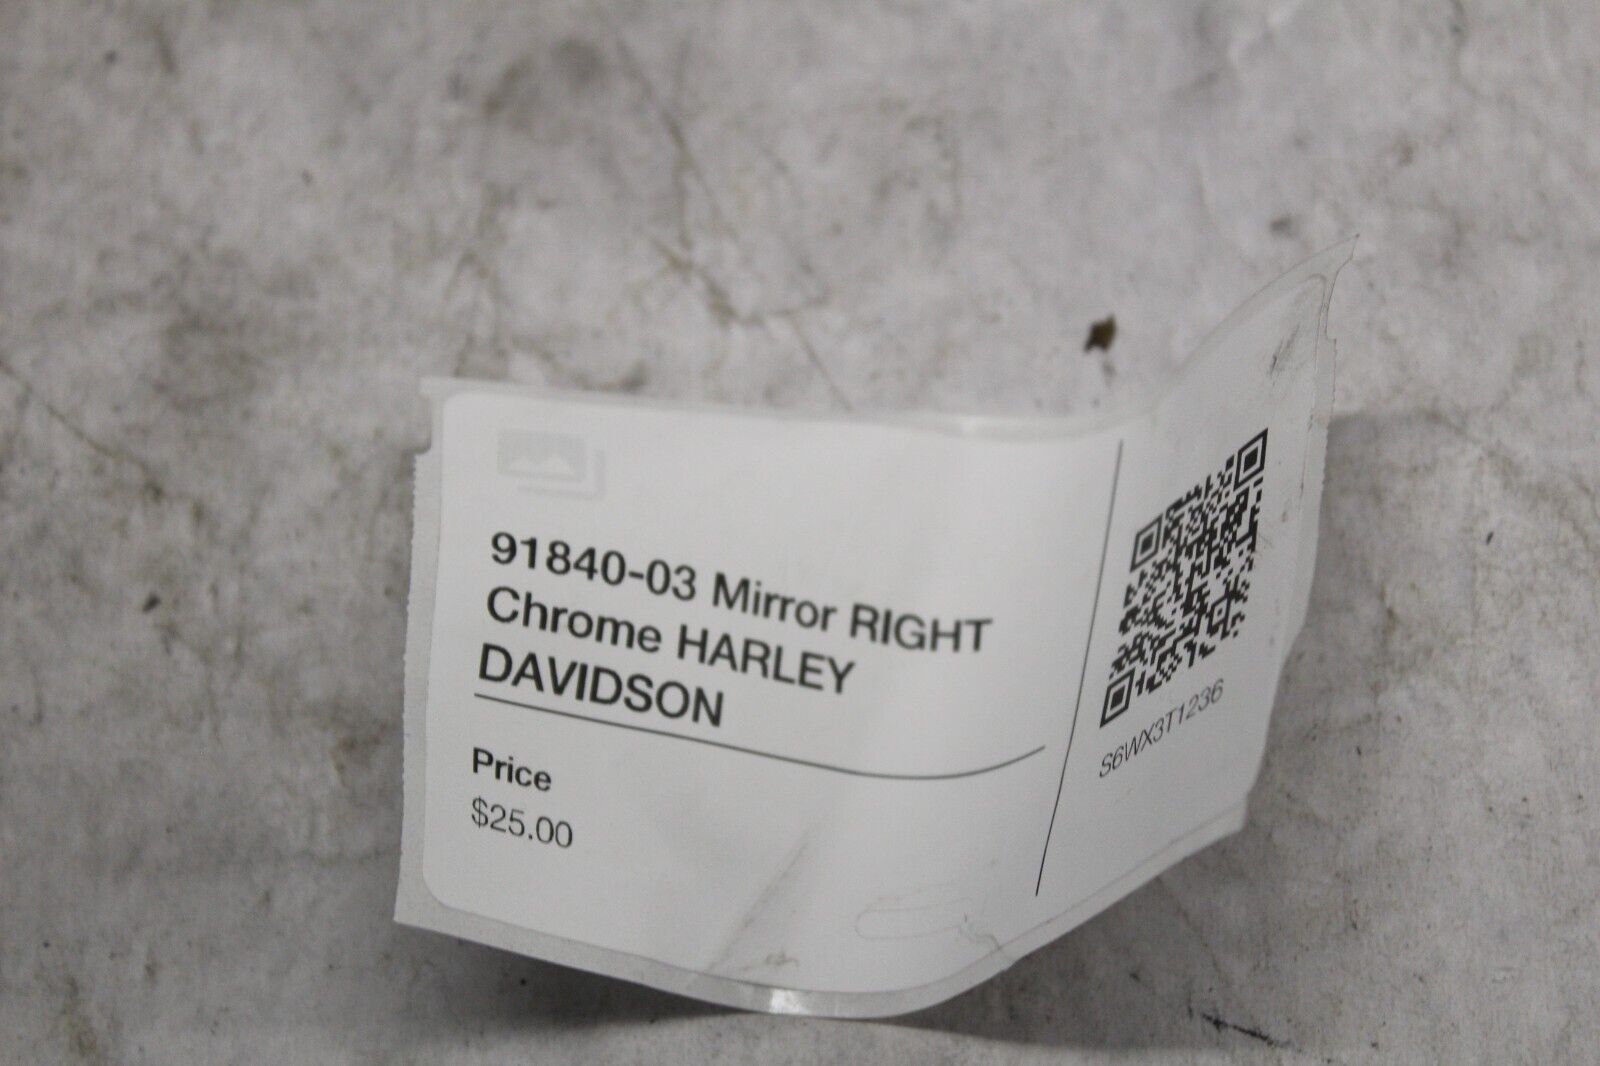 91840-03 Mirror RIGHT
Chrome HARLEY
DAVIDSON
Price
$25.00
S6WX3T1236